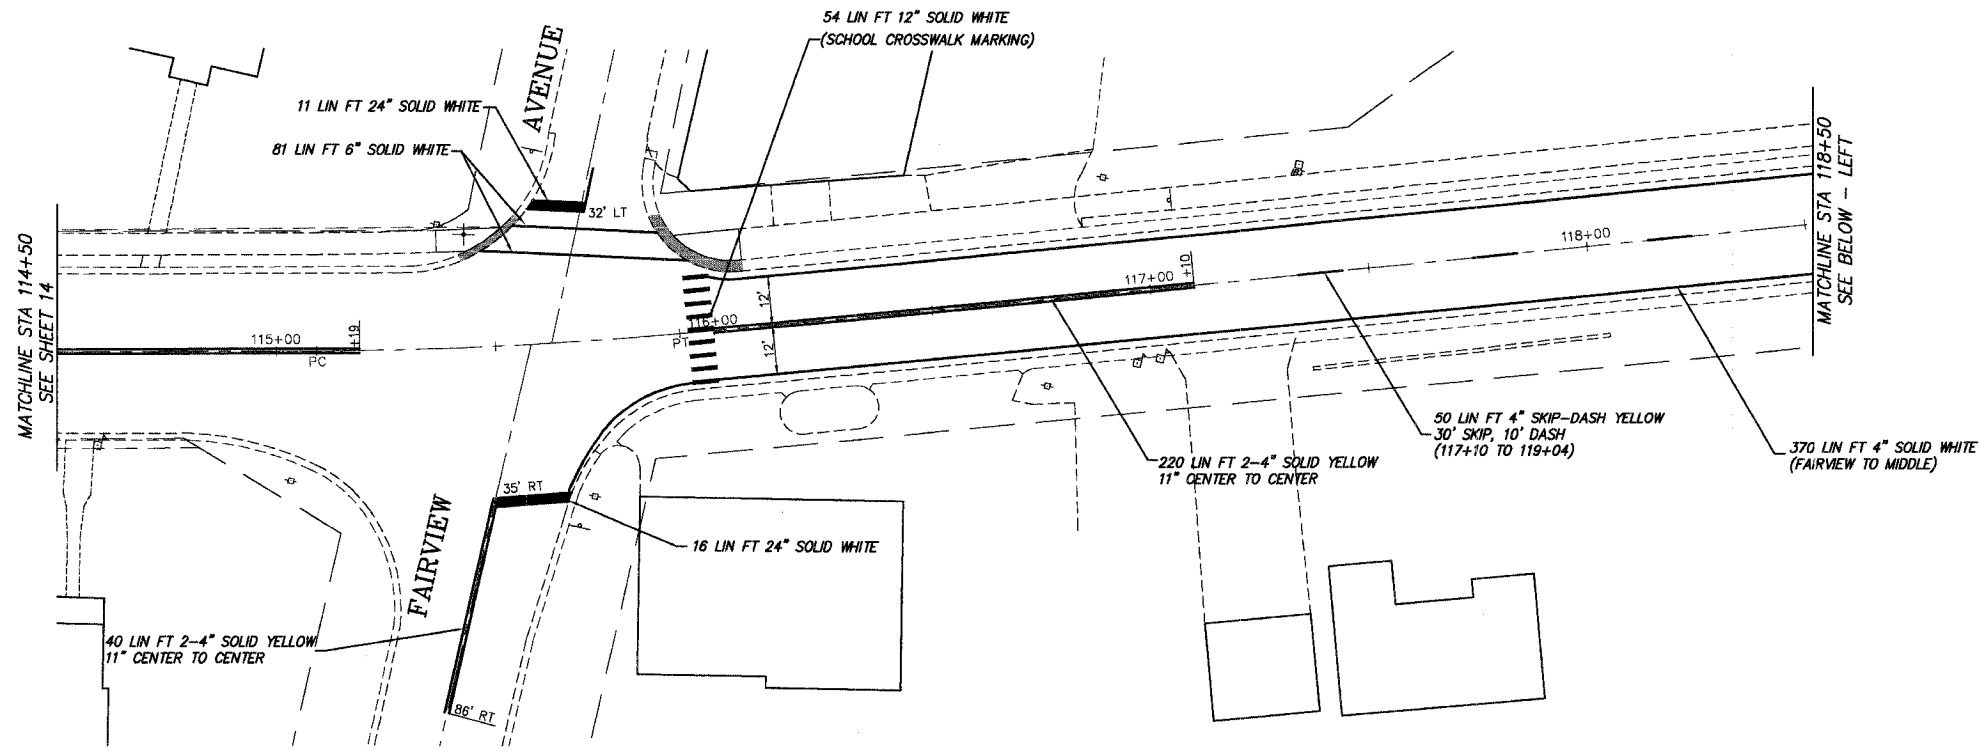 54 LIN FT 12" SOLID WHITE
(SCHOOL CROSSWALK MARKING)
11 LIN FT 24" SOLID WHITE
81 LIN FT 6" SOLID WHITE
AVENUE
32' LT
MATCHLINE STA 114+50
SEE SHEET 14
115+00
+19
PC
116+00
PT
12'
12'
117+00
+10
118+00
MATCHLINE STA 118+50
SEE BELOW - LEFT
50 LIN FT 4" SKIP-DASH YELLOW
30' SKIP, 10' DASH
(117+10 TO 119+04)
370 LIN FT 4" SOLID WHITE
(FAIRVIEW TO MIDDLE)
220 LIN FT 2-4" SOLID YELLOW
11" CENTER TO CENTER
35' RT
16 LIN FT 24" SOLID WHITE
FAIRVIEW
40 LIN FT 2-4" SOLID YELLOW
11" CENTER TO CENTER
86' RT